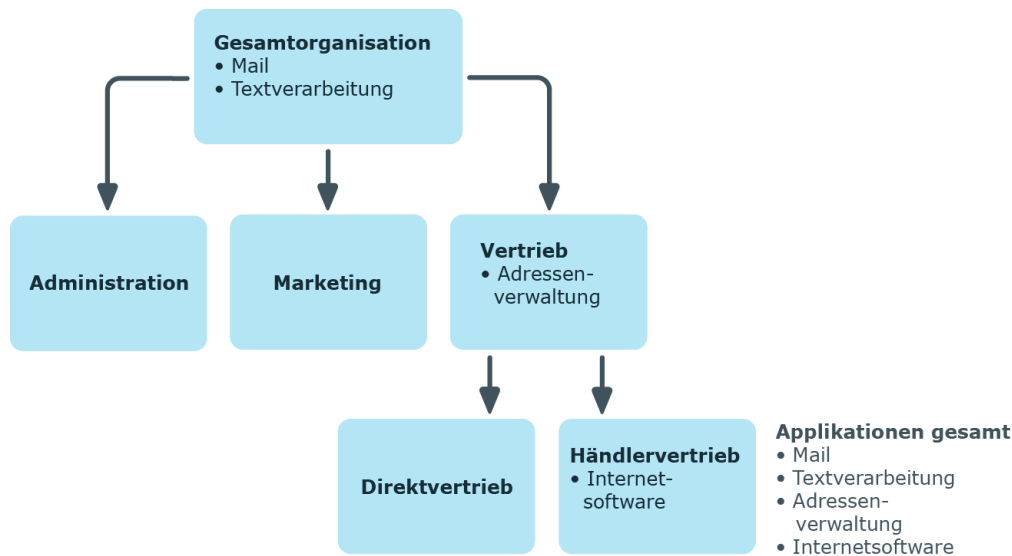 Gesamtorganisation
• Mail
• Textverarbeitung
Administration
Marketing
Vertrieb
• Adressen-
verwaltung
Direktvertrieb
Händlervertrieb
• Internet-
software
Applikationen gesamt
• Mail
• Textverarbeitung
• Adressen-
verwaltung
• Internetsoftware